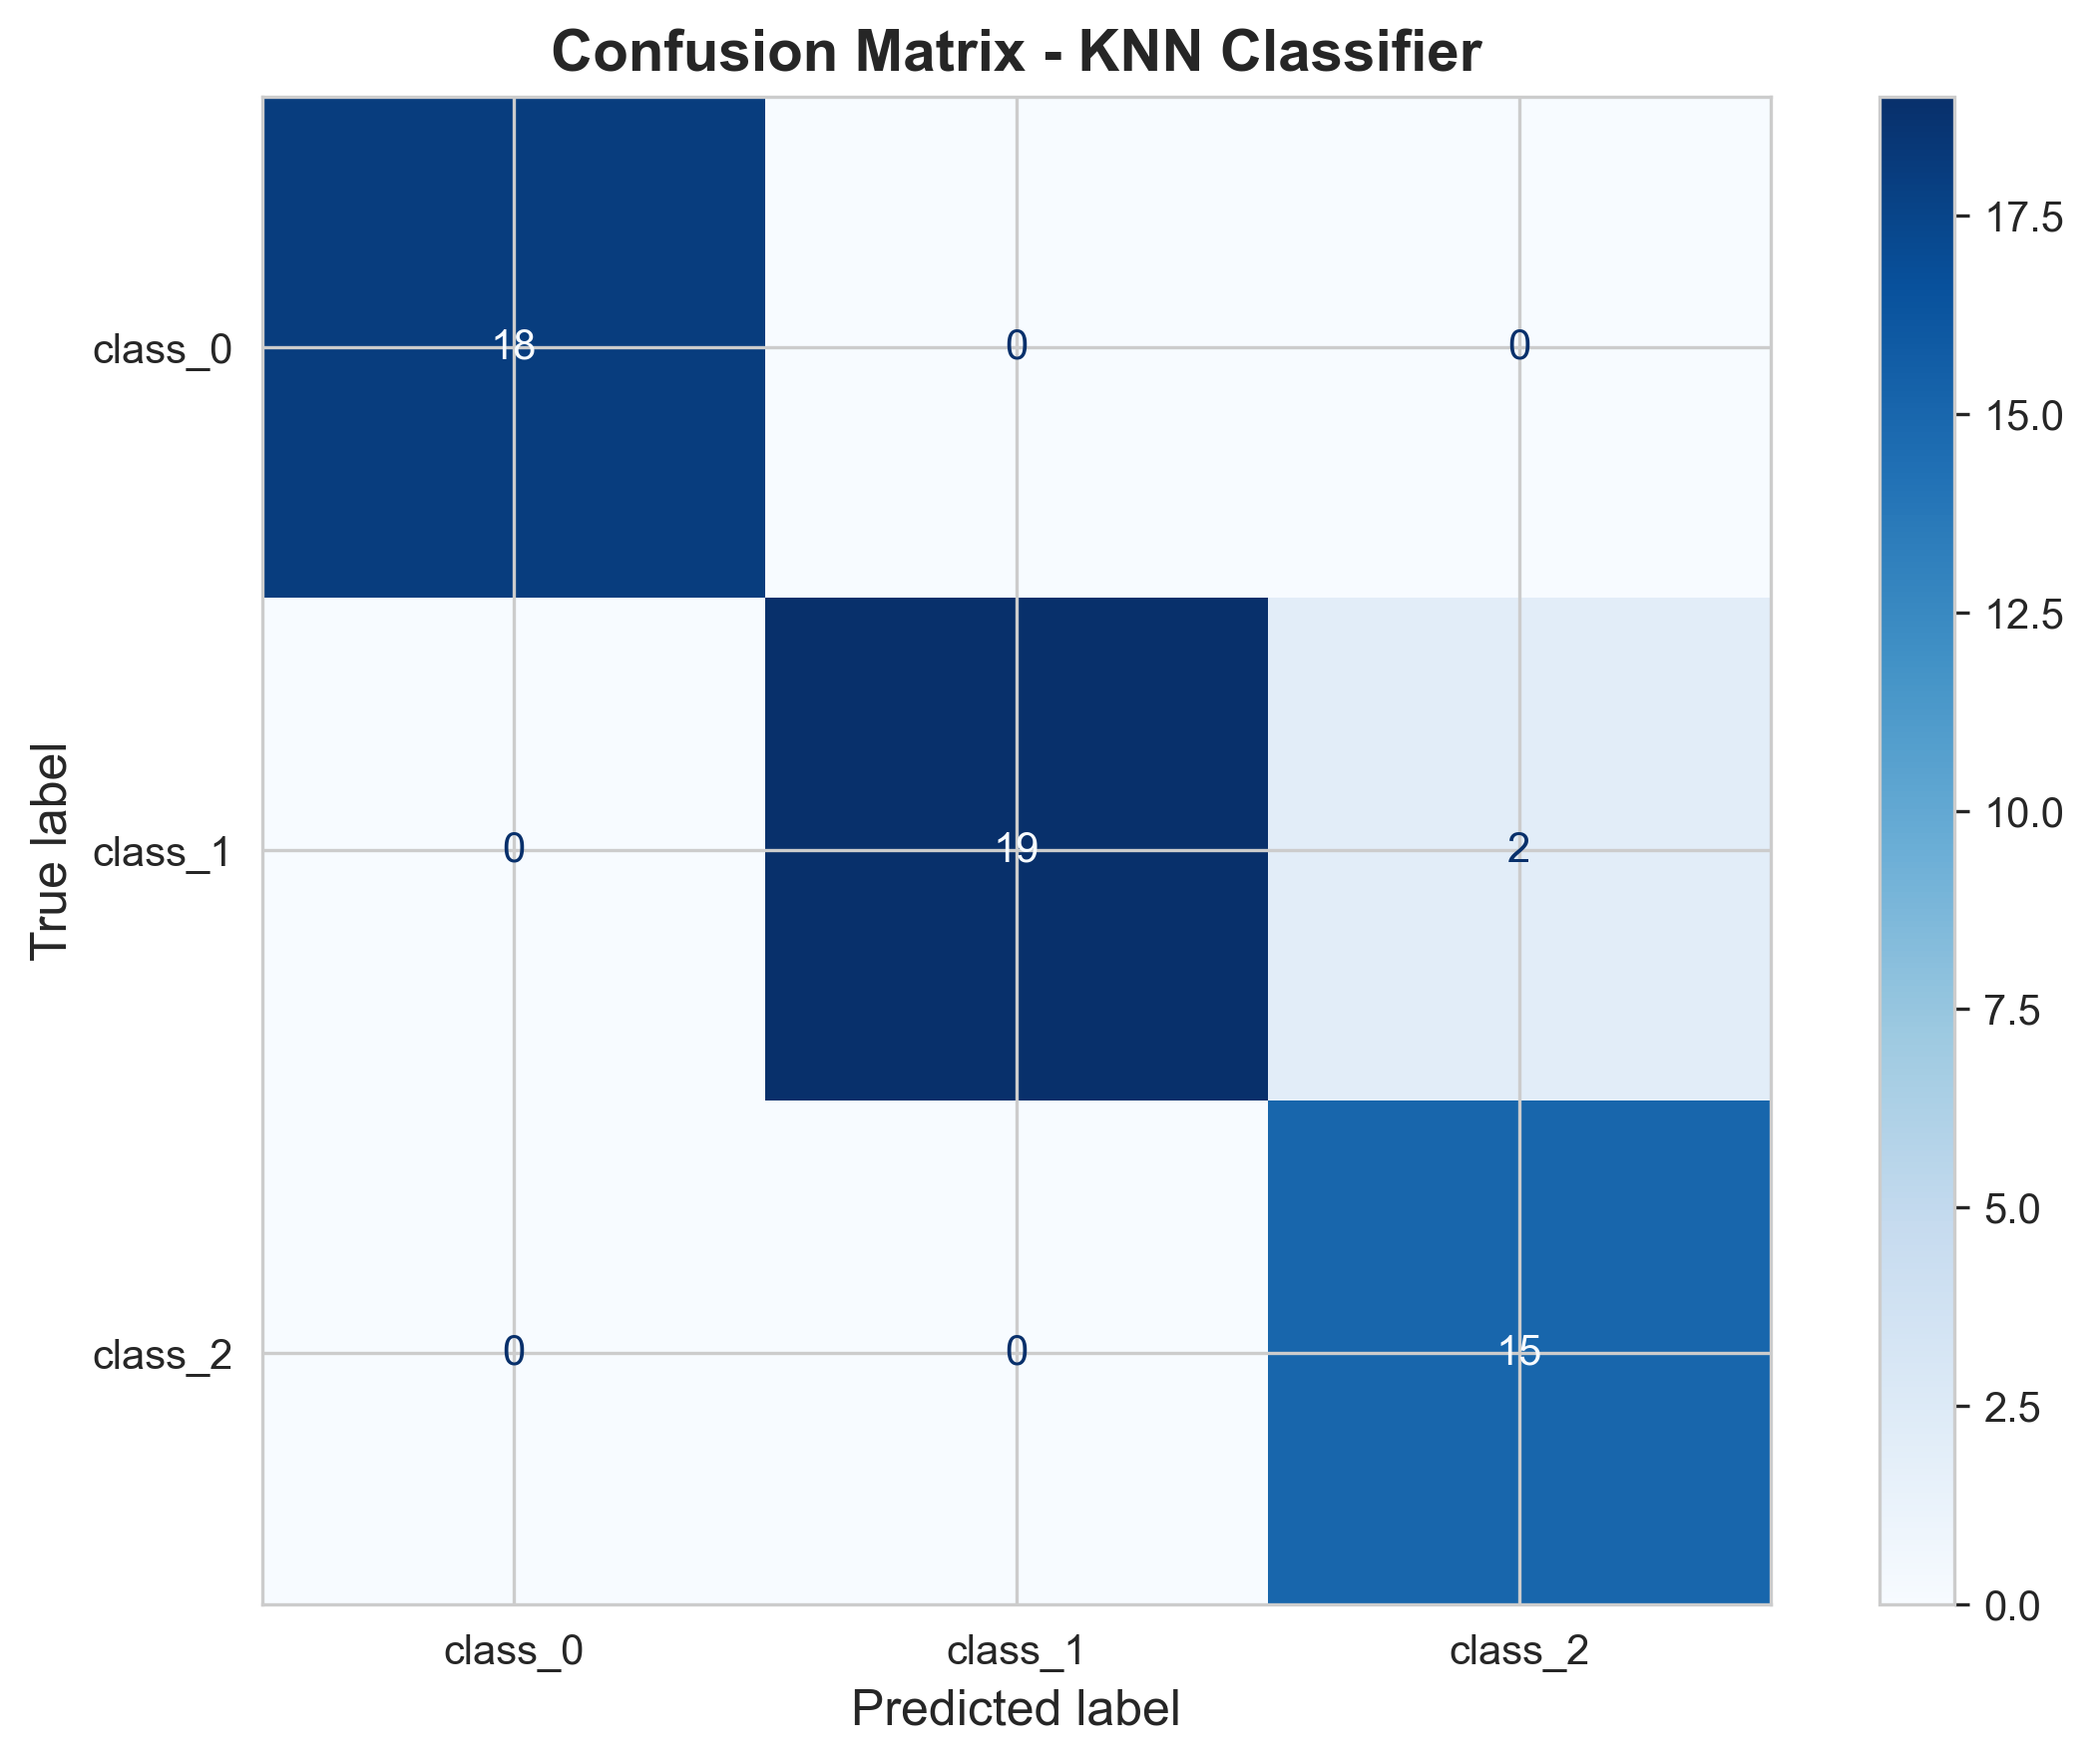 Confusion Matrix - KNN Classifier
17.5
class_0 18 0 0
15.0
12.5
10.0
True label
class_1 0 19 2
7.5
5.0
class_2 0 0 15
2.5
0.0
class_0 class_1 class_2
Predicted label